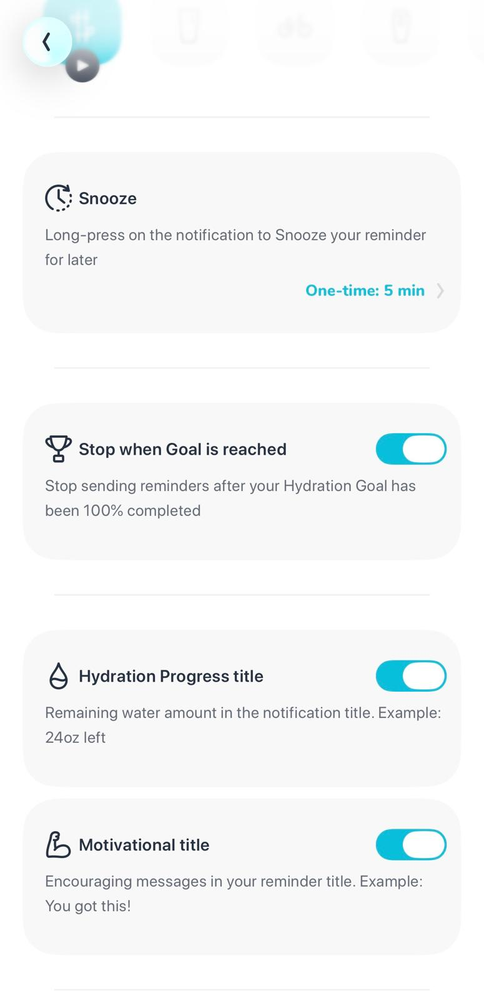 Snooze
Long-press on the notification to Snooze your reminder
for later
One-time: 5 min
Stop when Goal is reached
Stop sending reminders after your Hydration Goal has
been 100% completed
Hydration Progress title
Remaining water amount in the notification title. Example:
24oz left
Motivational title
Encouraging messages in your reminder title. Example:
You got this!